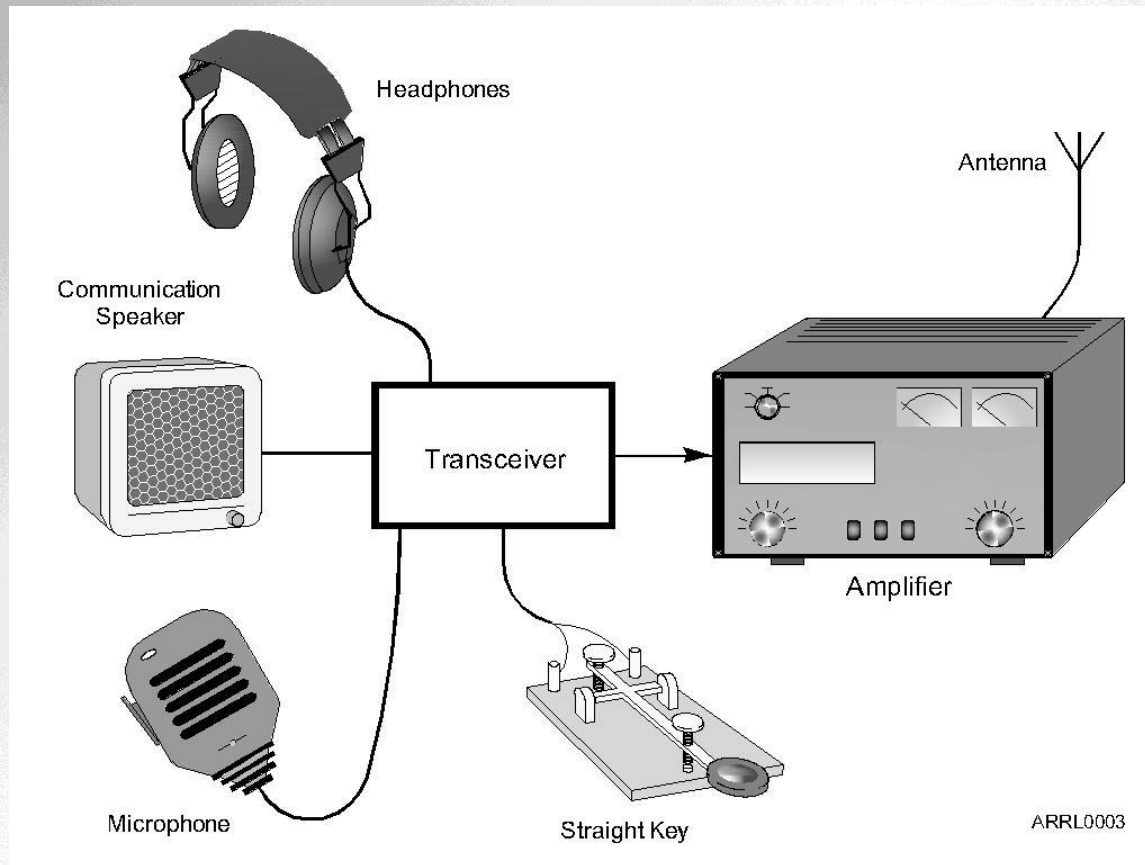 Headphones
Antenna
Communication
Speaker
Transceiver
Amplifier
Microphone
Straight Key
ARRL0003